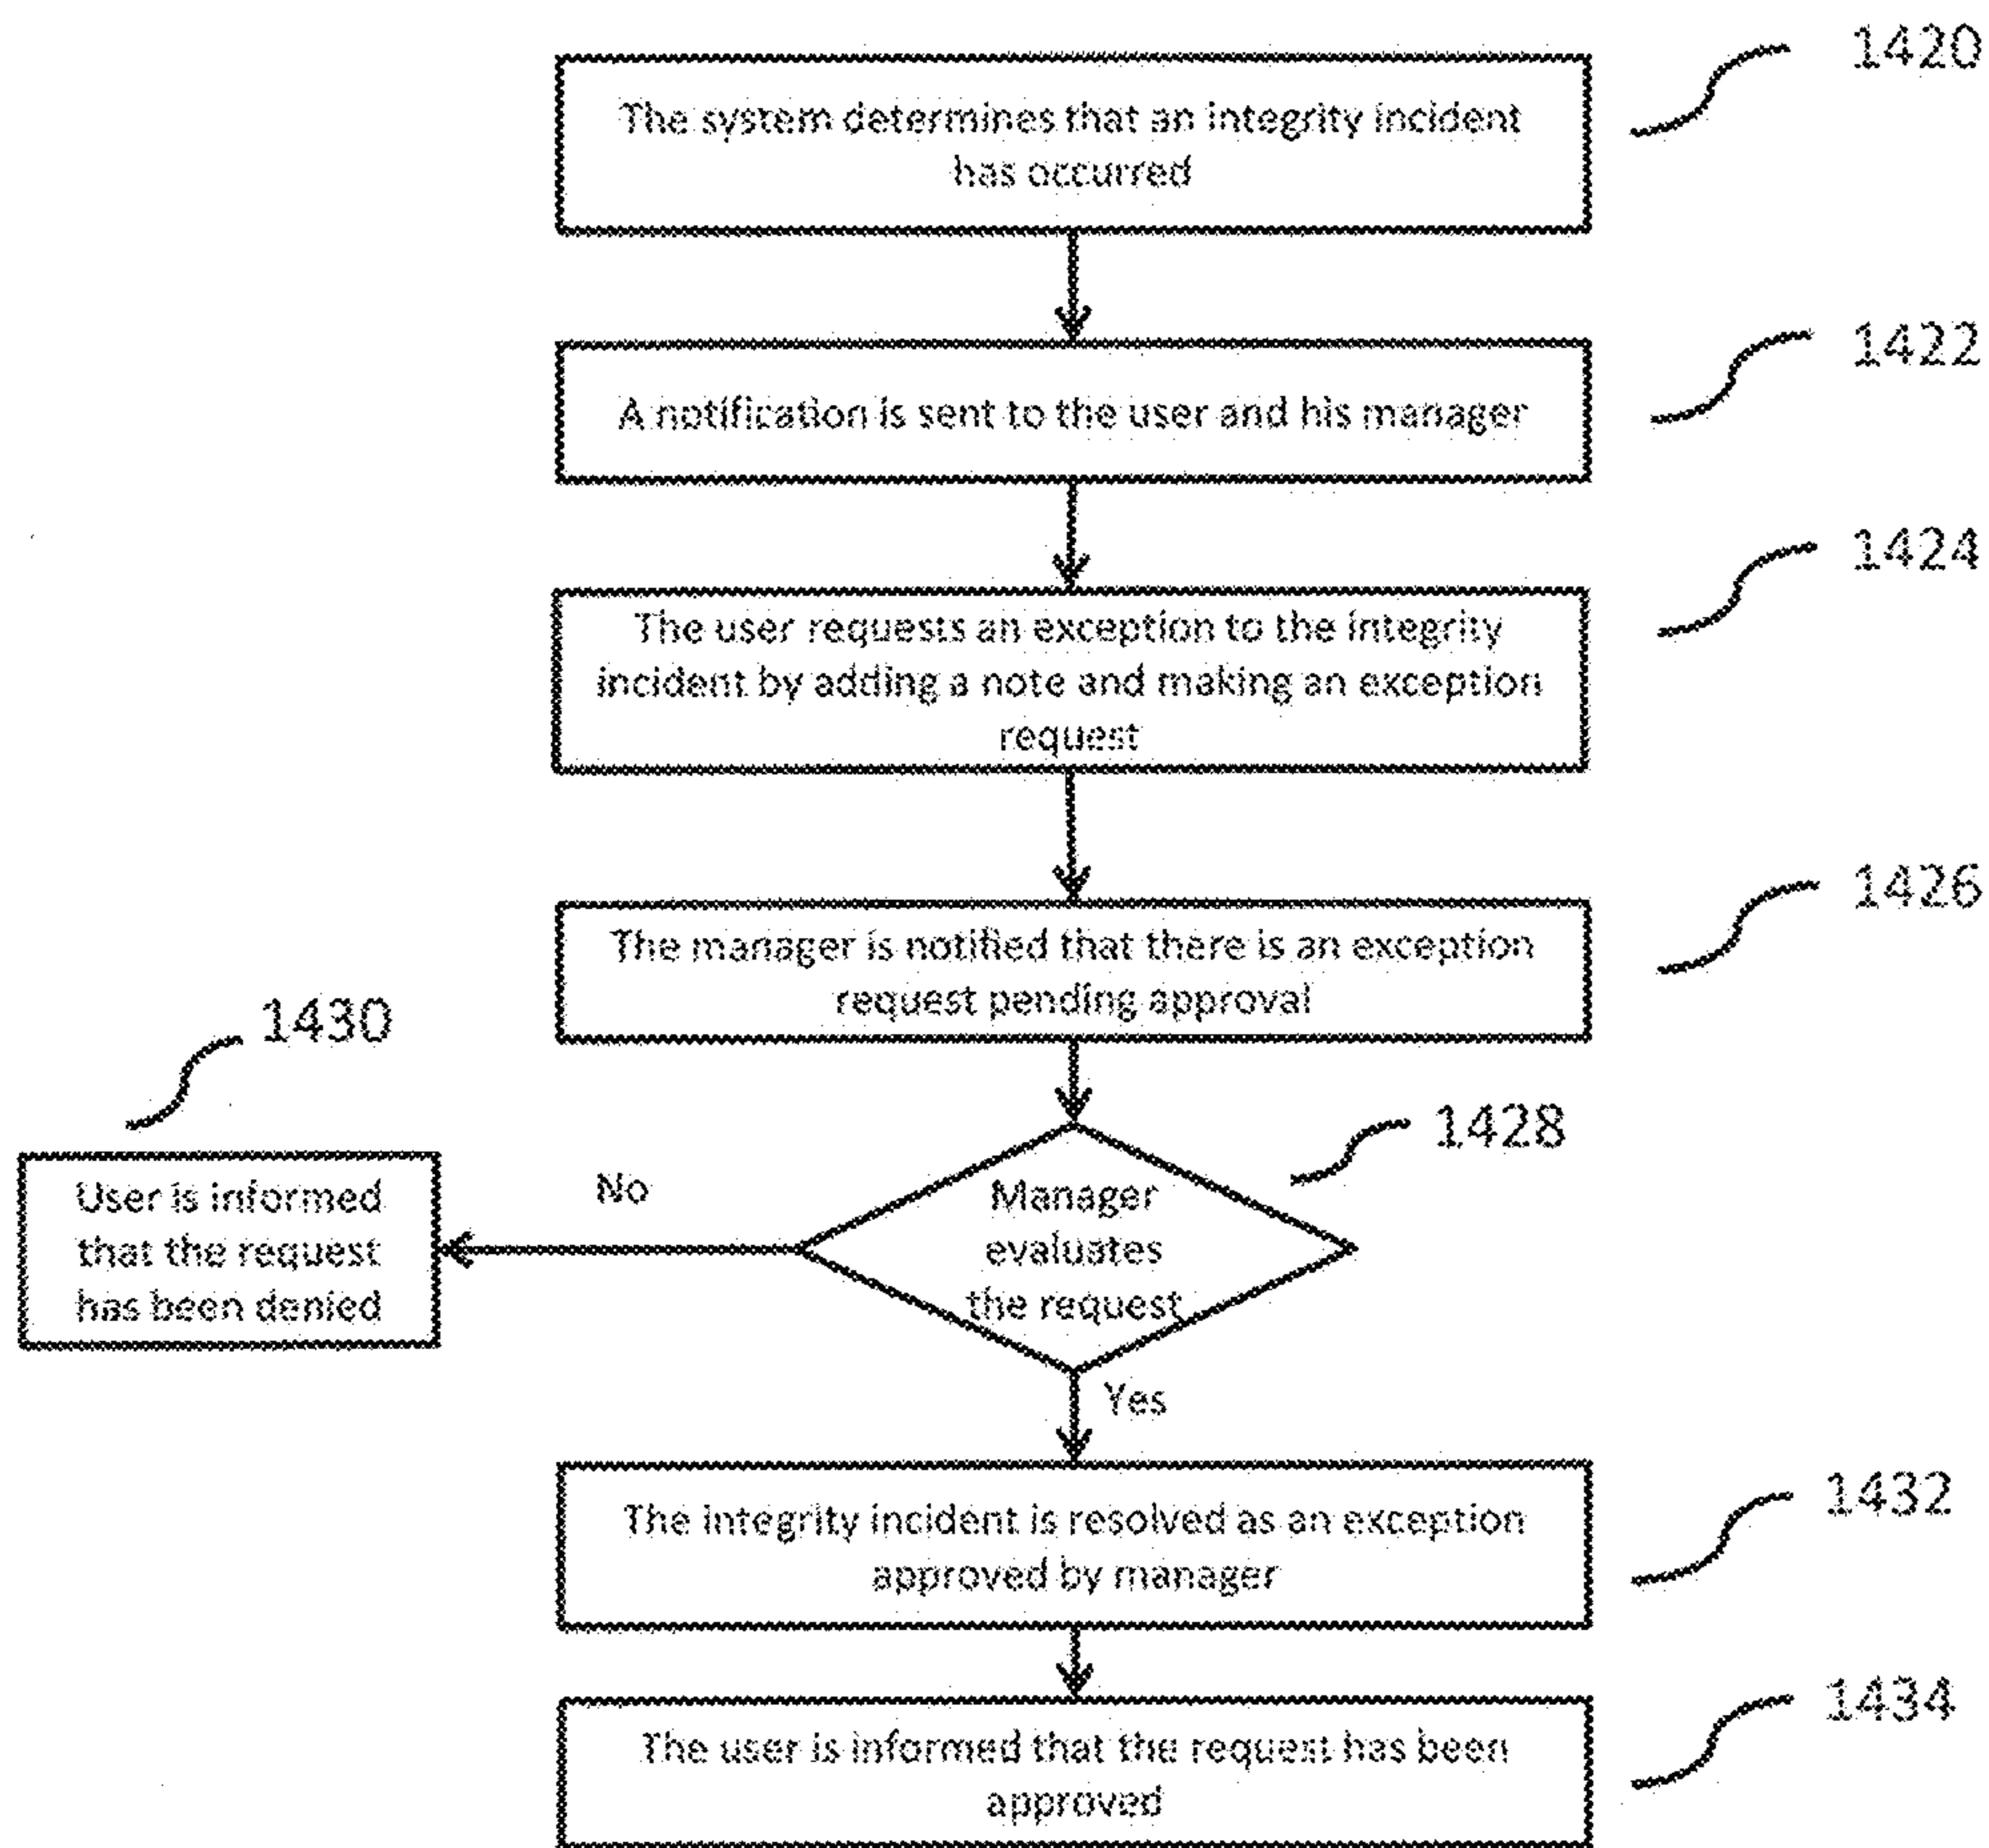 1420
The system determines that an integrity incident
has occurred
1422
A notification is sent to the user and his manager
1424
The user requests an exception to the integrity
incident by adding a note and making an exception
request
1426
The manager is notified that there is an exception
request pending approval
1430
1428
User is informed
that the request
has been denied
No
Manager
evaluates
the request
Yes
1432
The integrity incident is resolved as an exception
approved by manager
1434
The user is informed that the request has been
approved